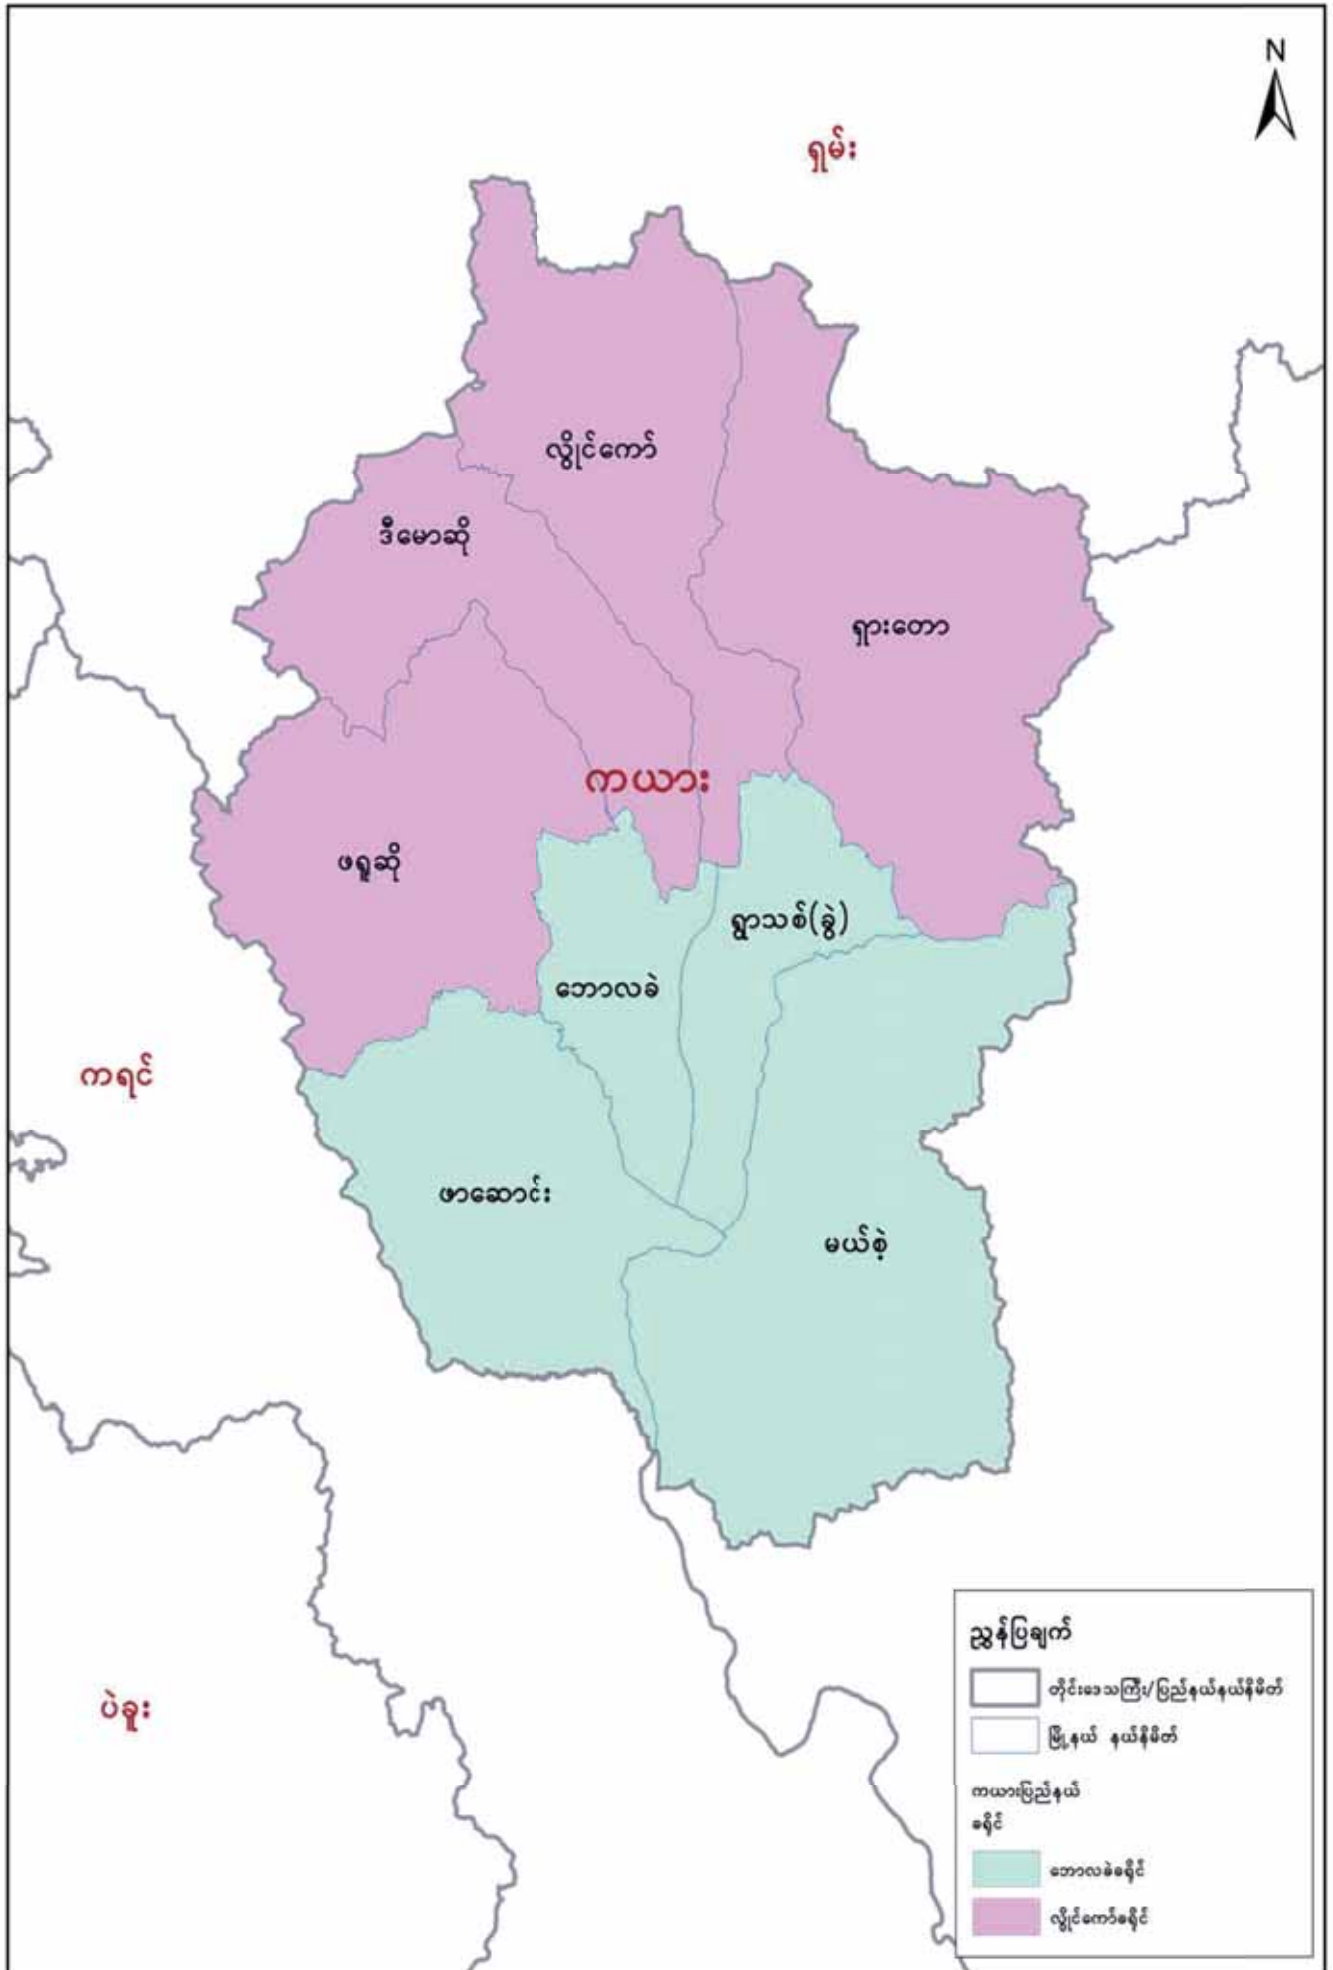 N
ရှမ်း
လွိုင်ကော်
ဒီမောဆို
ရှားတော
ကယား
ဖရူဆို
ရွာသစ်(ခွဲ)
ဘောလခဲ
ကရင်
ဖာဆောင်း
မယ်စဲ့
ပဲခူး
ညွှန်ပြချက်
တိုင်းဒေသကြီး/ပြည်နယ်နယ်နိမိတ်
မြို့နယ် နယ်နိမိတ်
ကယားပြည်နယ်
ခရိုင်
ဘောလခဲခရိုင်
လွိုင်ကော်ခရိုင်